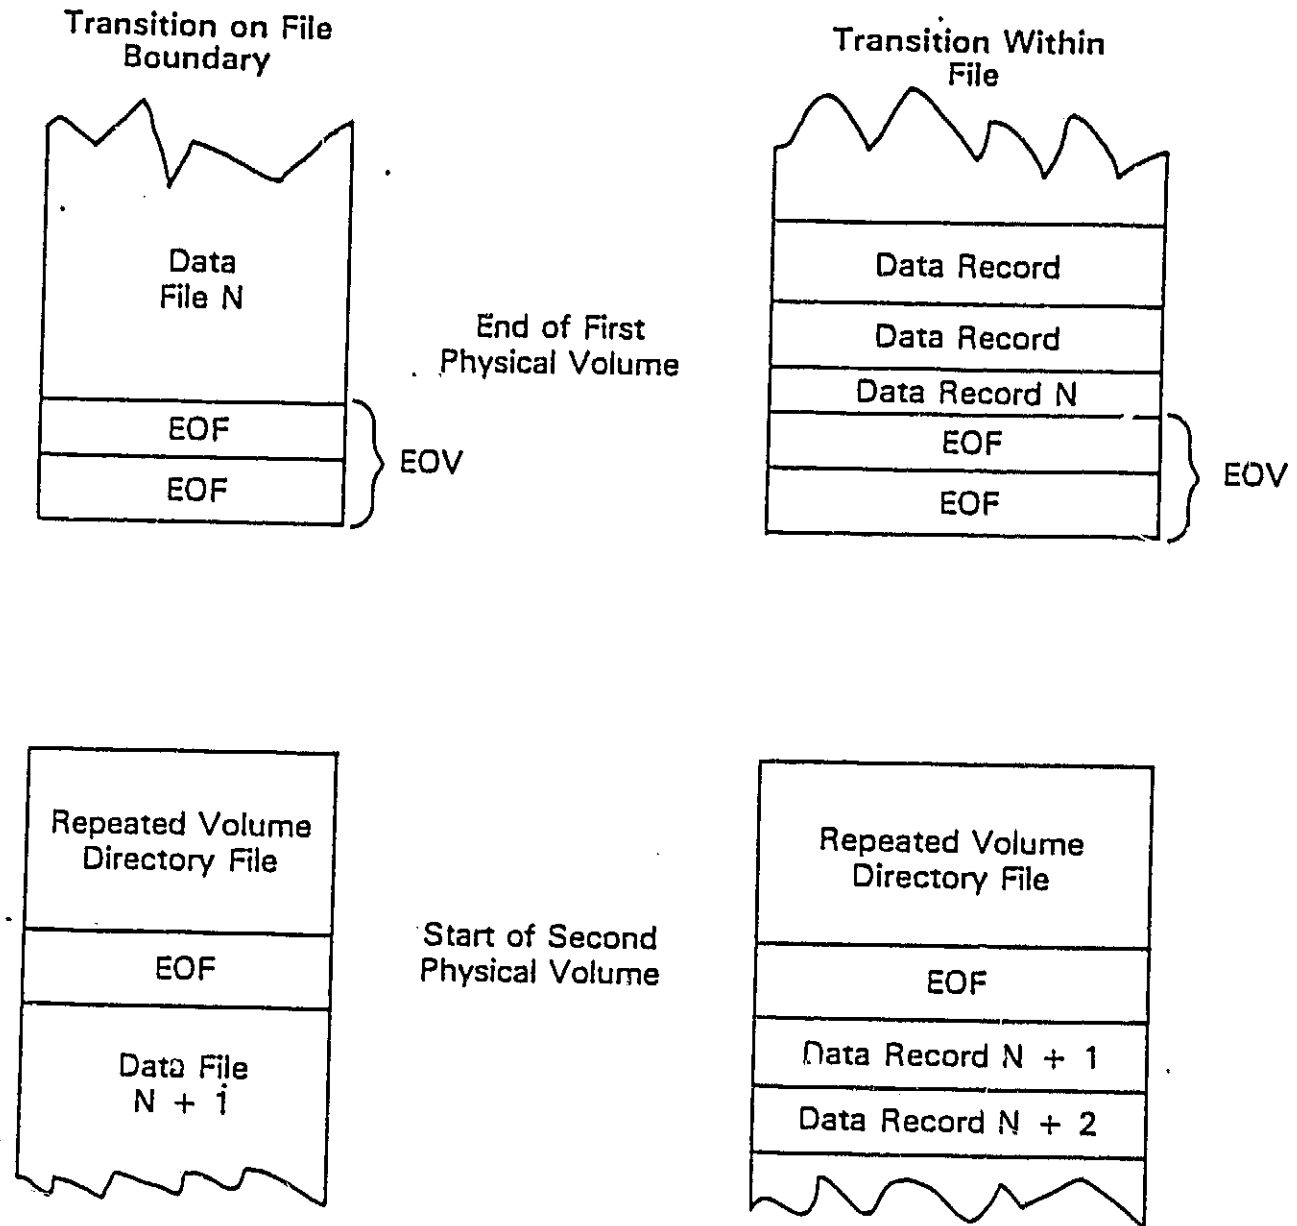 Transition on File
Boundary
Data
File N
EOF
EOF
EOV
End of First
Physical Volume
Transition Within
File
Data Record
Data Record
Data Record N
EOF
EOF
EOV
Repeated Volume
Directory File
EOF
Data File
N + 1
Start of Second
Physical Volume
Repeated Volume
Directory File
EOF
Data Record N + 1
Data Record N + 2